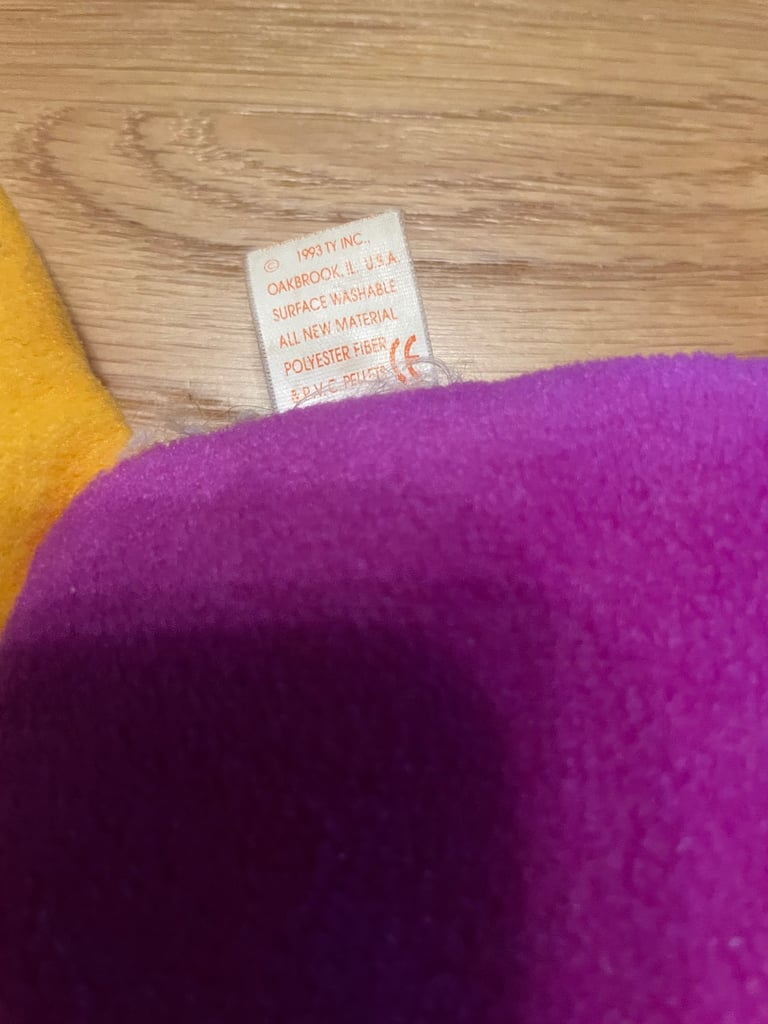 © 1993 TY INC.,
OAKBROOK, IL. U.S.A.
SURFACE WASHABLE
ALL NEW MATERIAL
POLYESTER FIBER CE
& P.V.C. PELLETS